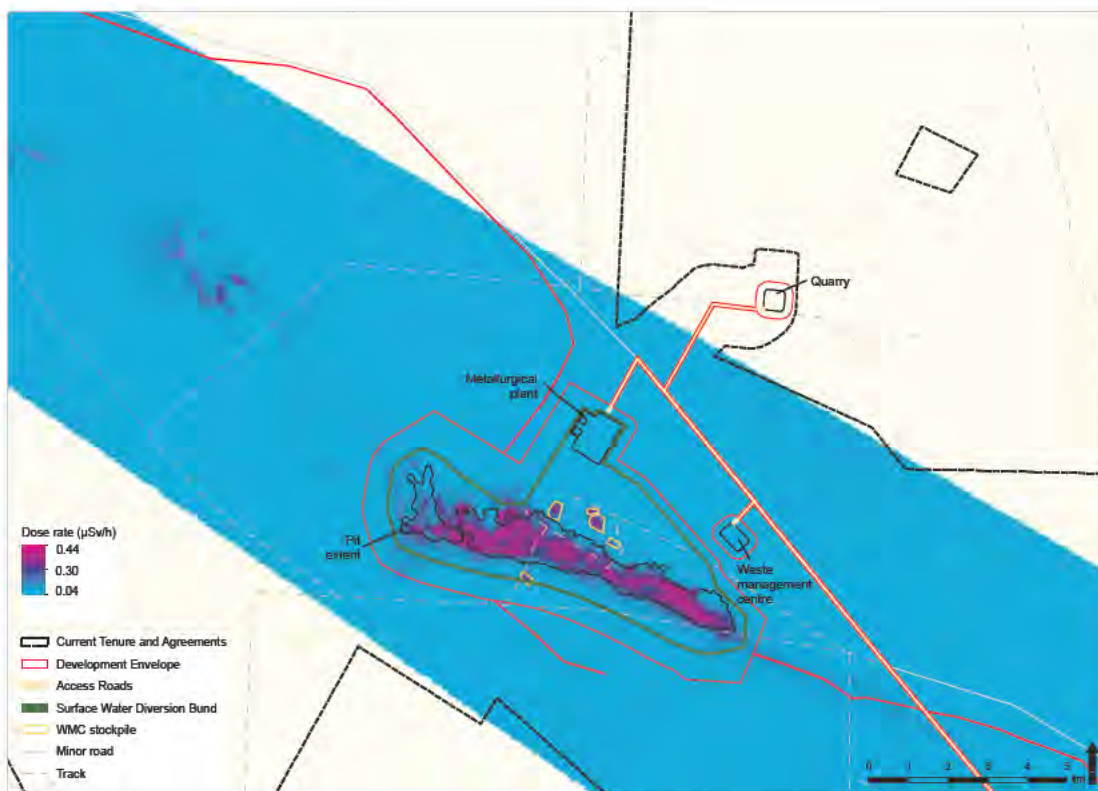 Quarry
Metallurgical
plant
Pit
extent
Waste
management
centre
Dose rate (µSv/h)
0.44
0.30
0.04
Current Tenure and Agreements
Development Envelope
Access Roads
Surface Water Diversion Bund
WMC stockpile
Minor road
Track
0 1 2 3 4 5
km